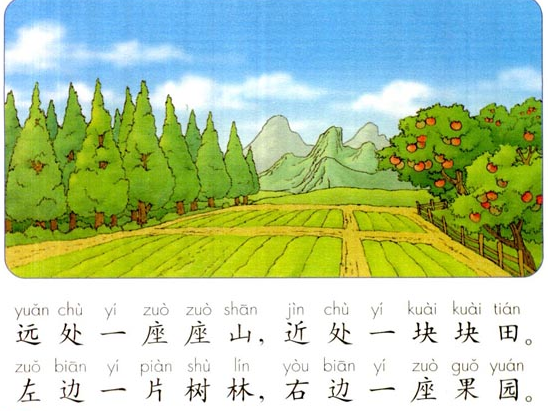 yuǎn chù yí zuò zuò shān jìn chù yí kuài kuài tián
远处一座座山，近处一块块田。
zuǒ biān yí piàn shù lín yòu biān yí zuò guǒ yuán
左边一片树林，右边一座果园。